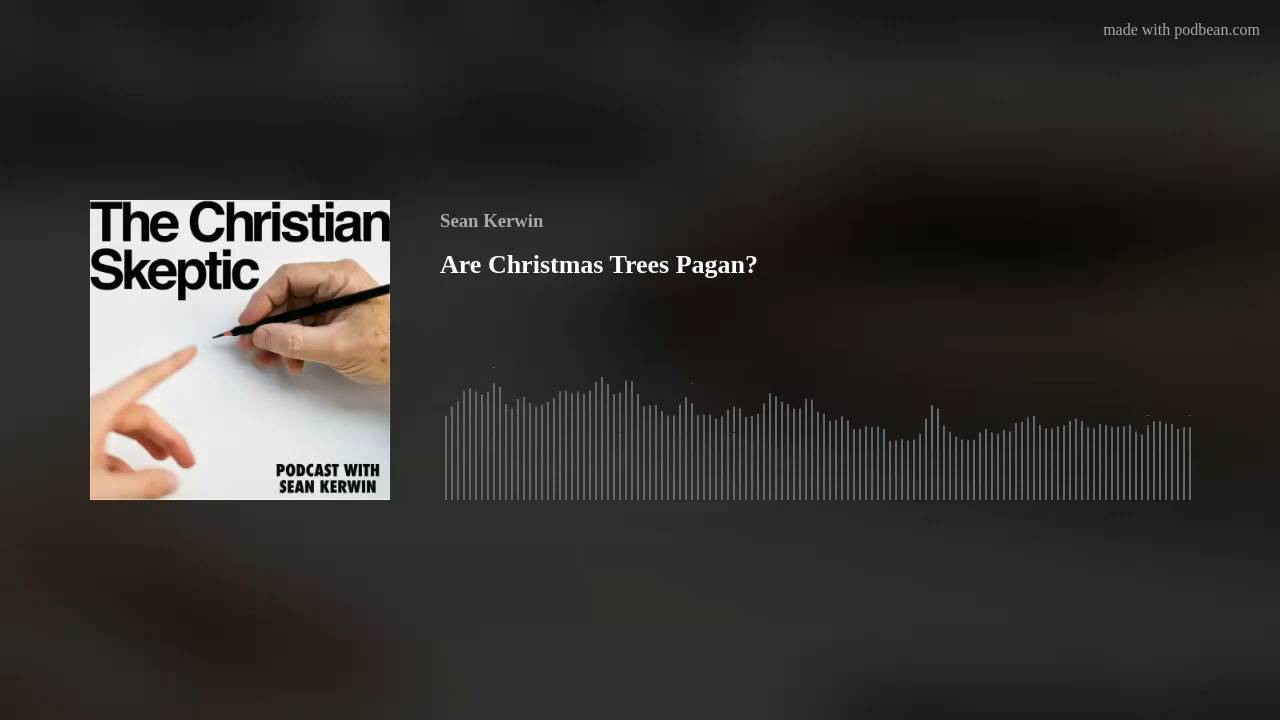 made with podbean.com
The Christian
Skeptic
PODCAST WITH
SEAN KERWIN
Sean Kerwin
Are Christmas Trees Pagan?